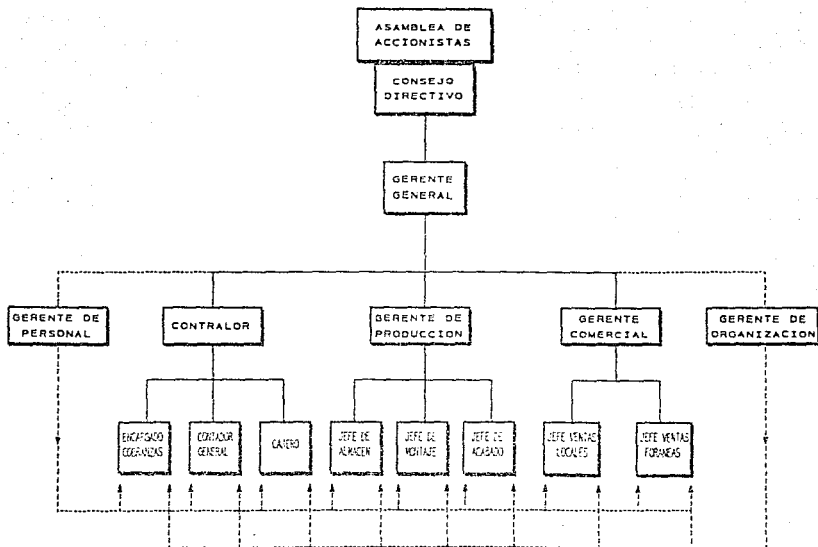 ASAMBLEA DE
ACCIONISTAS
CONSEJO
DIRECTIVO
GERENTE
GENERAL
GERENTE DE
PERSONAL
CONTRALOR
GERENTE DE
PRODUCCION
GERENTE
COMERCIAL
GERENTE DE
ORGANIZACION
ENCARGADO
COBRANZAS
CONTADOR
GENERAL
CAJERO
JEFE DE
ALMACEN
JEFE DE
MONTAJE
JEFE DE
ACABADO
JEFE VENTAS
LOCALES
JEFE VENTAS
FORANEAS